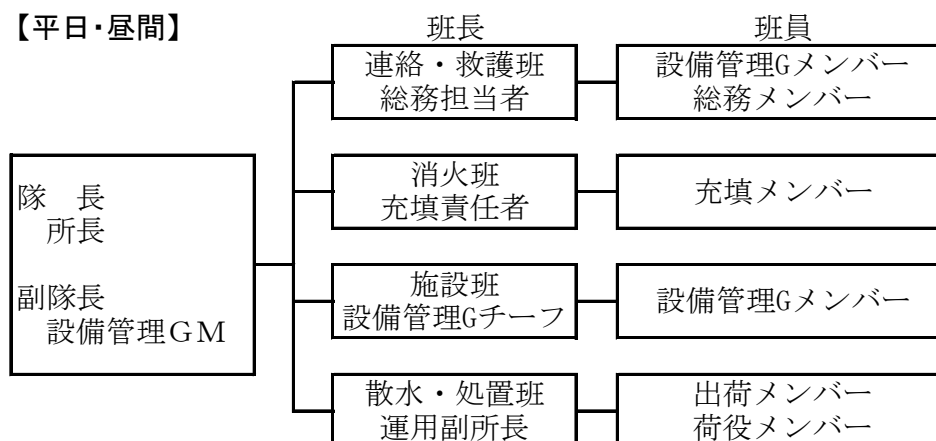 【平日・昼間】
班長
班員
隊　長
所長
副隊長
設備管理ＧＭ
連絡・救護班
総務担当者
設備管理Gメンバー
総務メンバー
消火班
充填責任者
充填メンバー
施設班
設備管理Gチーフ
設備管理Gメンバー
散水・処置班
運用副所長
出荷メンバー
荷役メンバー